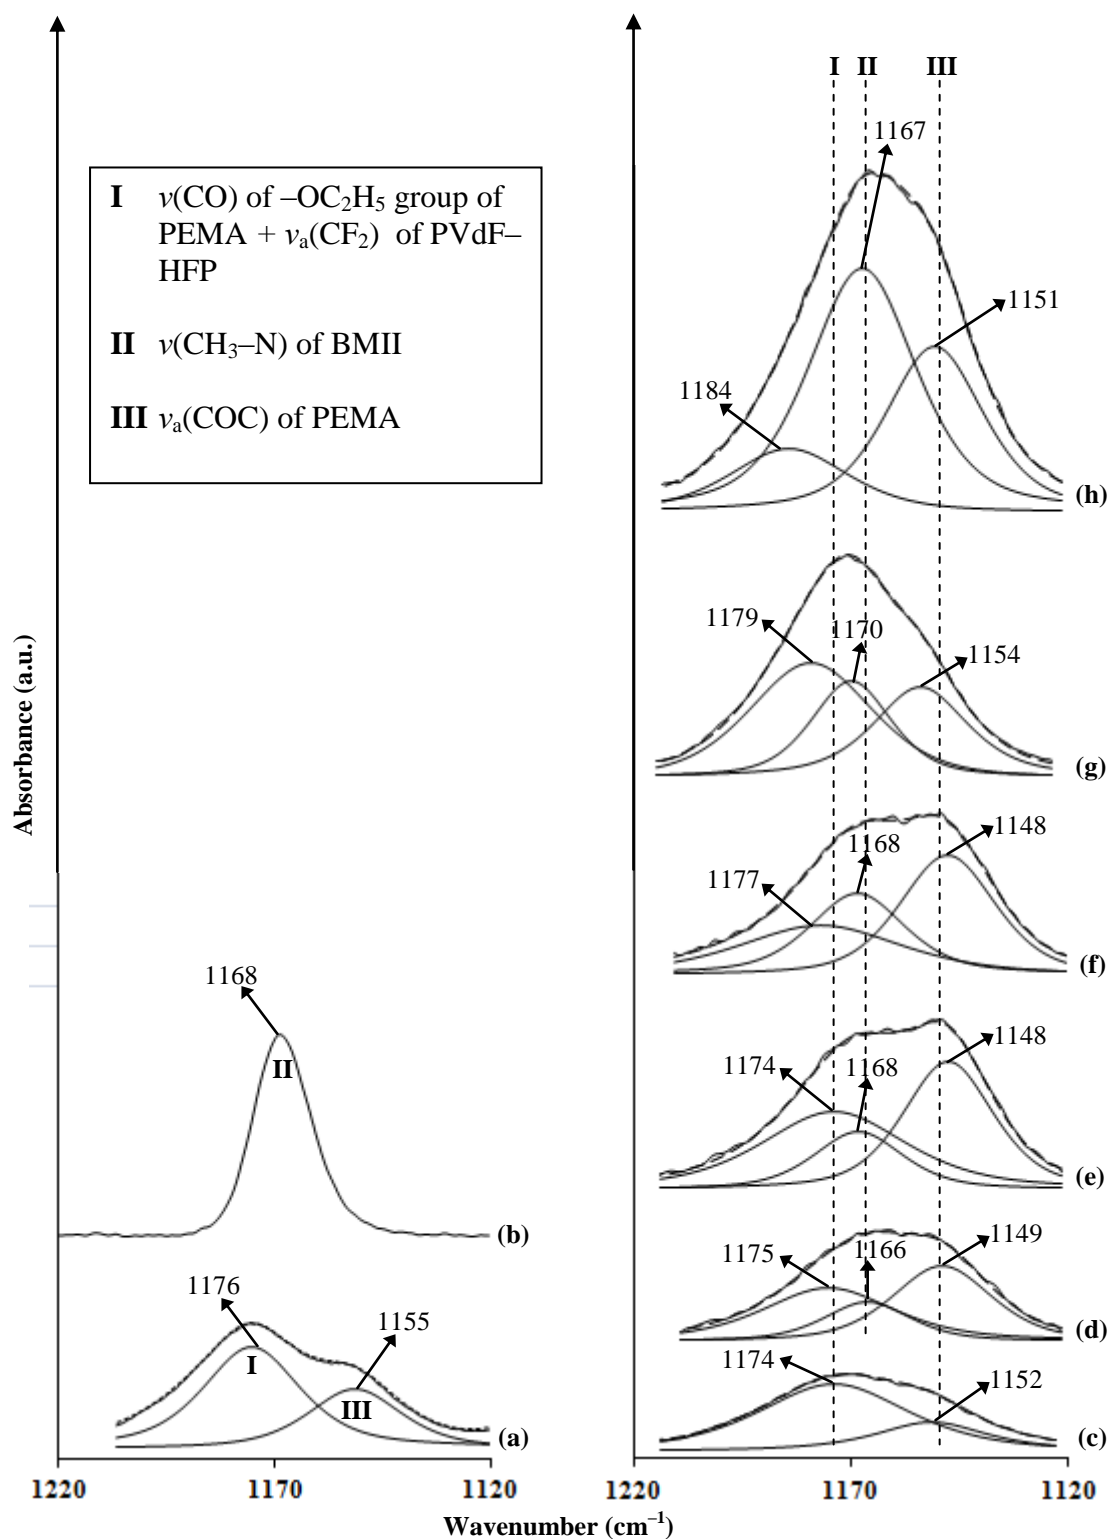 I ν(CO) of –OC₂H₅ group of
PEMA + νₐ(CF₂) of PVdF–
HFP
II ν(CH₃–N) of BMII
III νₐ(COC) of PEMA
Absorbance (a.u.)
1168
II
(b)
1176
1155
I
III
(a)
1220
1170
1120
I II III
1167
1151
1184
(h)
1179
1170
1154
(g)
1148
1168
1177
(f)
1148
1174
1168
(e)
1149
1175
1166
(d)
1174
1152
(c)
1220
1170
1120
Wavenumber (cm⁻¹)